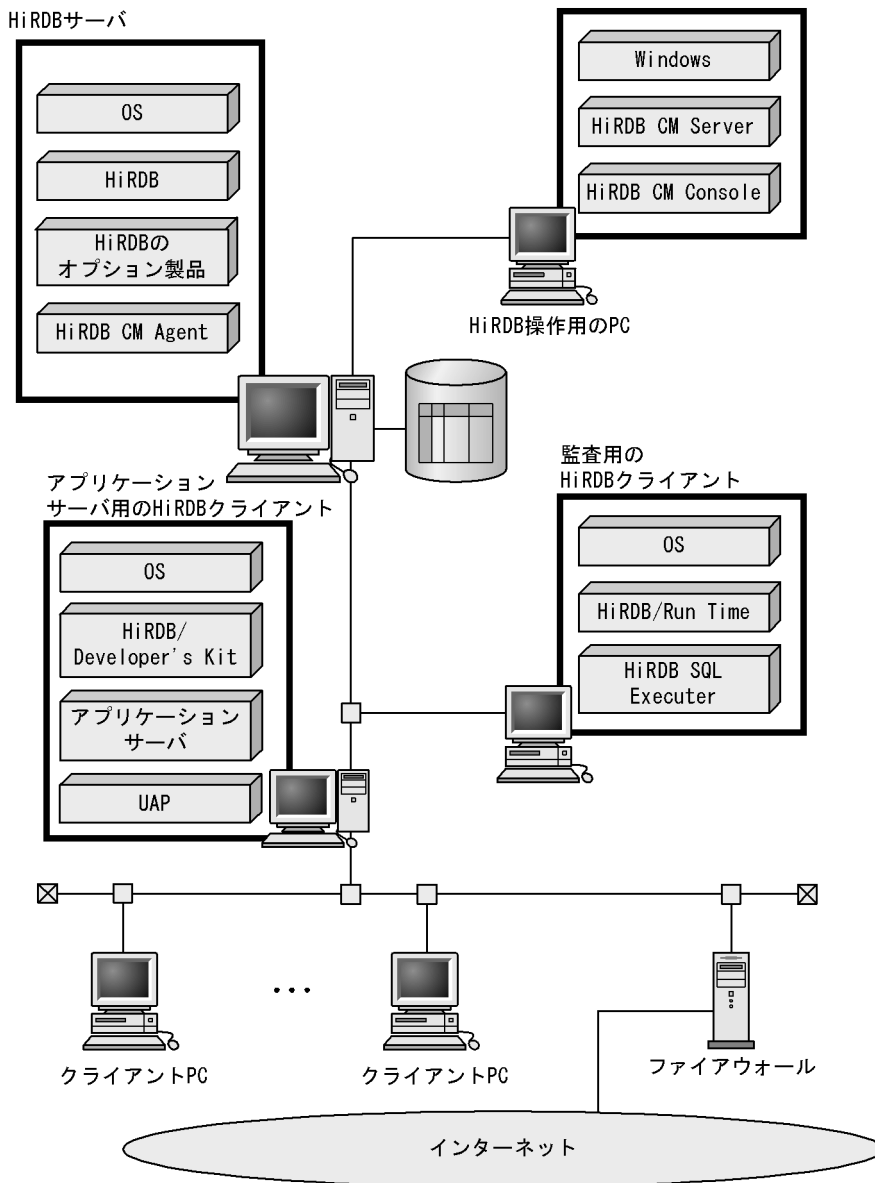 HiRDBサーバ
OS
HiRDB
HiRDBの
オプション製品
HiRDB CM Agent
Windows
HiRDB CM Server
HiRDB CM Console
HiRDB操作用のPC
アプリケーション
サーバ用のHiRDBクライアント
OS
HiRDB/
Developer's Kit
アプリケーション
サーバ
UAP
監査用の
HiRDBクライアント
OS
HiRDB/Run Time
HiRDB SQL
Executer
...
クライアントPC
クライアントPC
ファイアウォール
インターネット